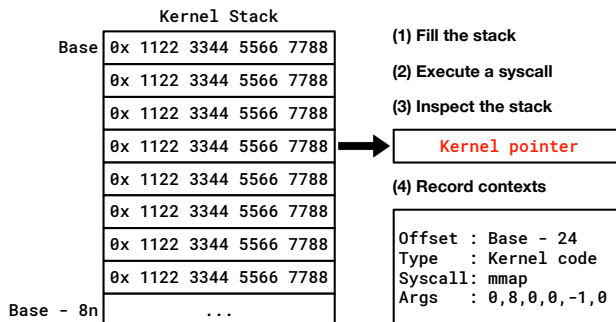 Kernel Stack
Base
0x 1122 3344 5566 7788
0x 1122 3344 5566 7788
0x 1122 3344 5566 7788
0x 1122 3344 5566 7788
0x 1122 3344 5566 7788
0x 1122 3344 5566 7788
0x 1122 3344 5566 7788
0x 1122 3344 5566 7788
Base - 8n
...
(1) Fill the stack
(2) Execute a syscall
(3) Inspect the stack
Kernel pointer
(4) Record contexts
Offset : Base - 24
Type : Kernel code
Syscall: mmap
Args : 0,8,0,0,-1,0